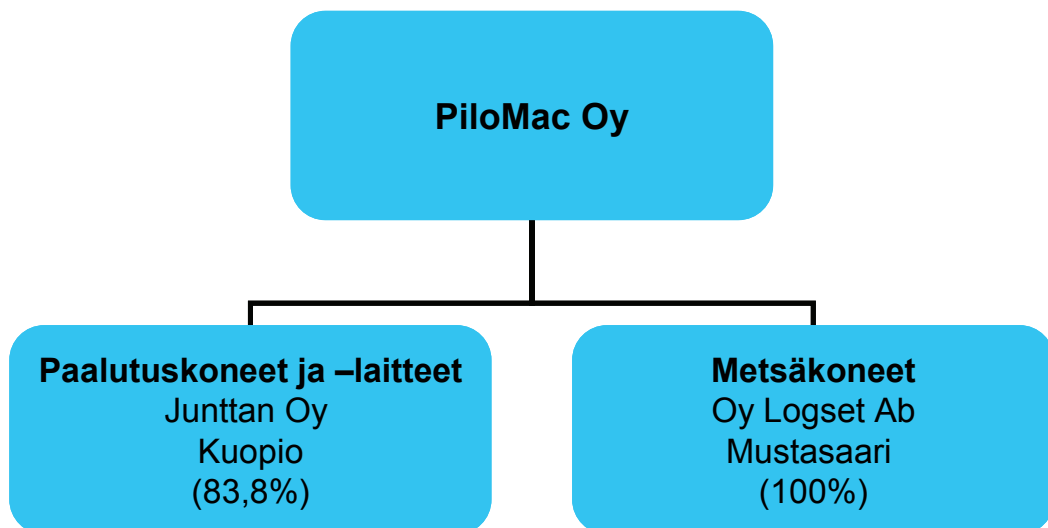 PiloMac Oy
Paalutuskoneet ja –laitteet
Junttan Oy
Kuopio
(83,8%)
Metsäkoneet
Oy Logset Ab
Mustasaari
(100%)